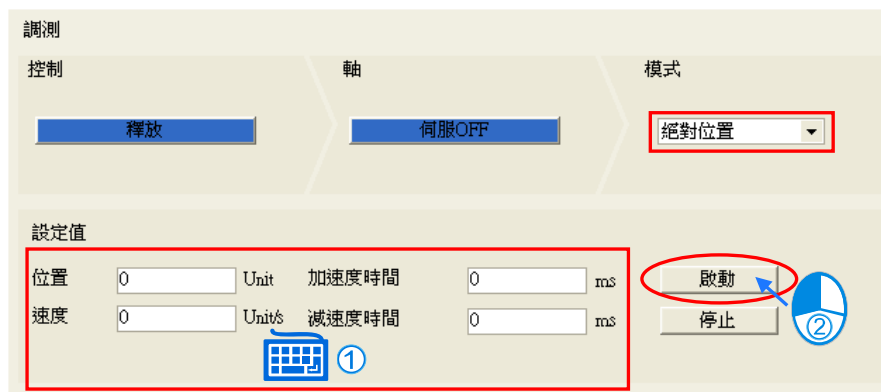 調測
控制 軸 模式
釋放 伺服OFF 絕對位置
設定值
位置 0 Unit 加速度時間 0 ms 啟動
速度 0 Unit/s 減速度時間 0 ms 停止
① ②